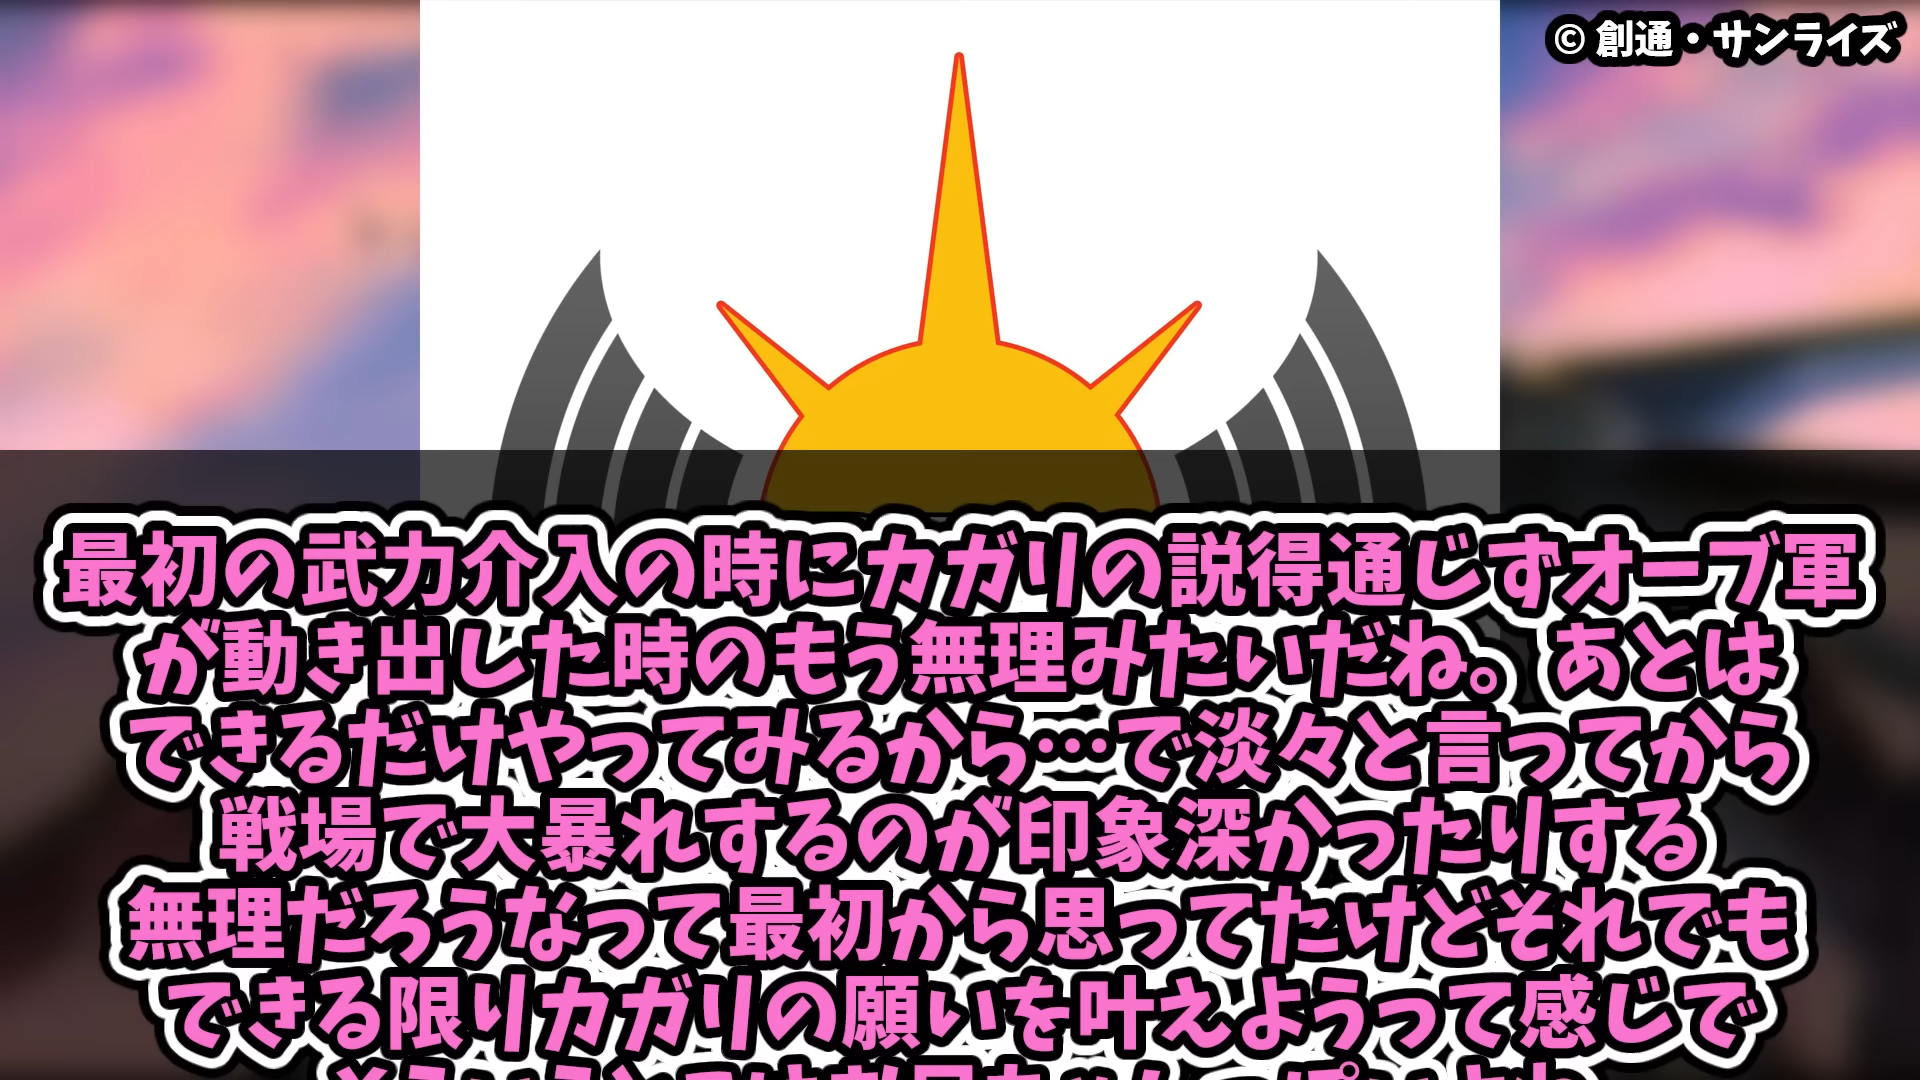 © 創通・サンライズ
最初の武力介入の時にカガリの説得通じずオーブ軍
が動き出した時のもう無理みたいだね。あとは
できるだけやってみるから…で淡々と言ってから
戦場で大暴れするのが印象深かったりする
無理だろうなって最初から思ってたけどそれでも
できる限りカガリの願いを叶えようって感じで